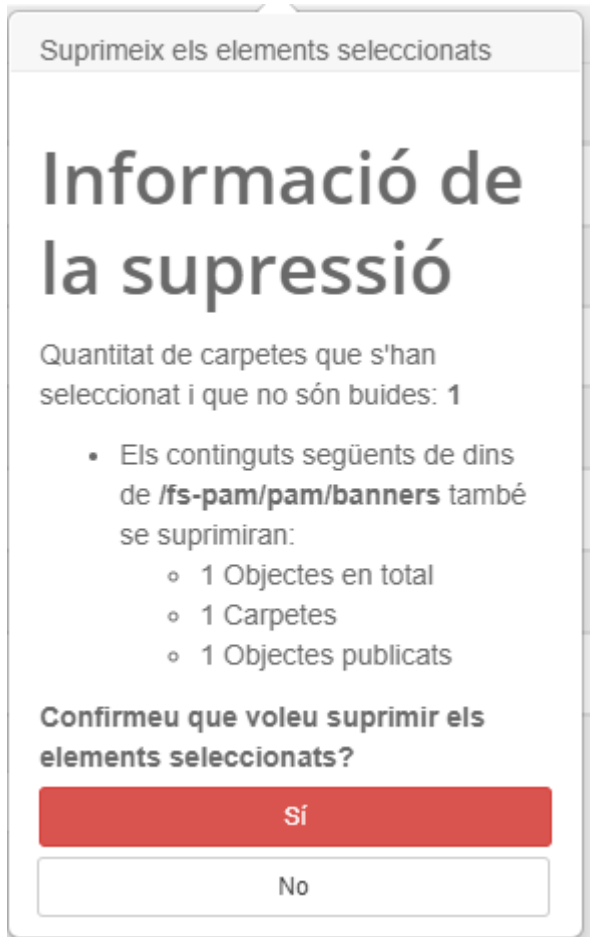 Suprimeix els elements seleccionats
Informació de
la supressió
Quantitat de carpetes que s'han
seleccionat i que no són buides: 1
• Els continguts següents de dins
de /fs-pam/pam/banners també
se suprimiran:
◦ 1 Objectes en total
◦ 1 Carpetes
◦ 1 Objectes publicats
Confirmeu que voleu suprimir els
elements seleccionats?
Sí
No